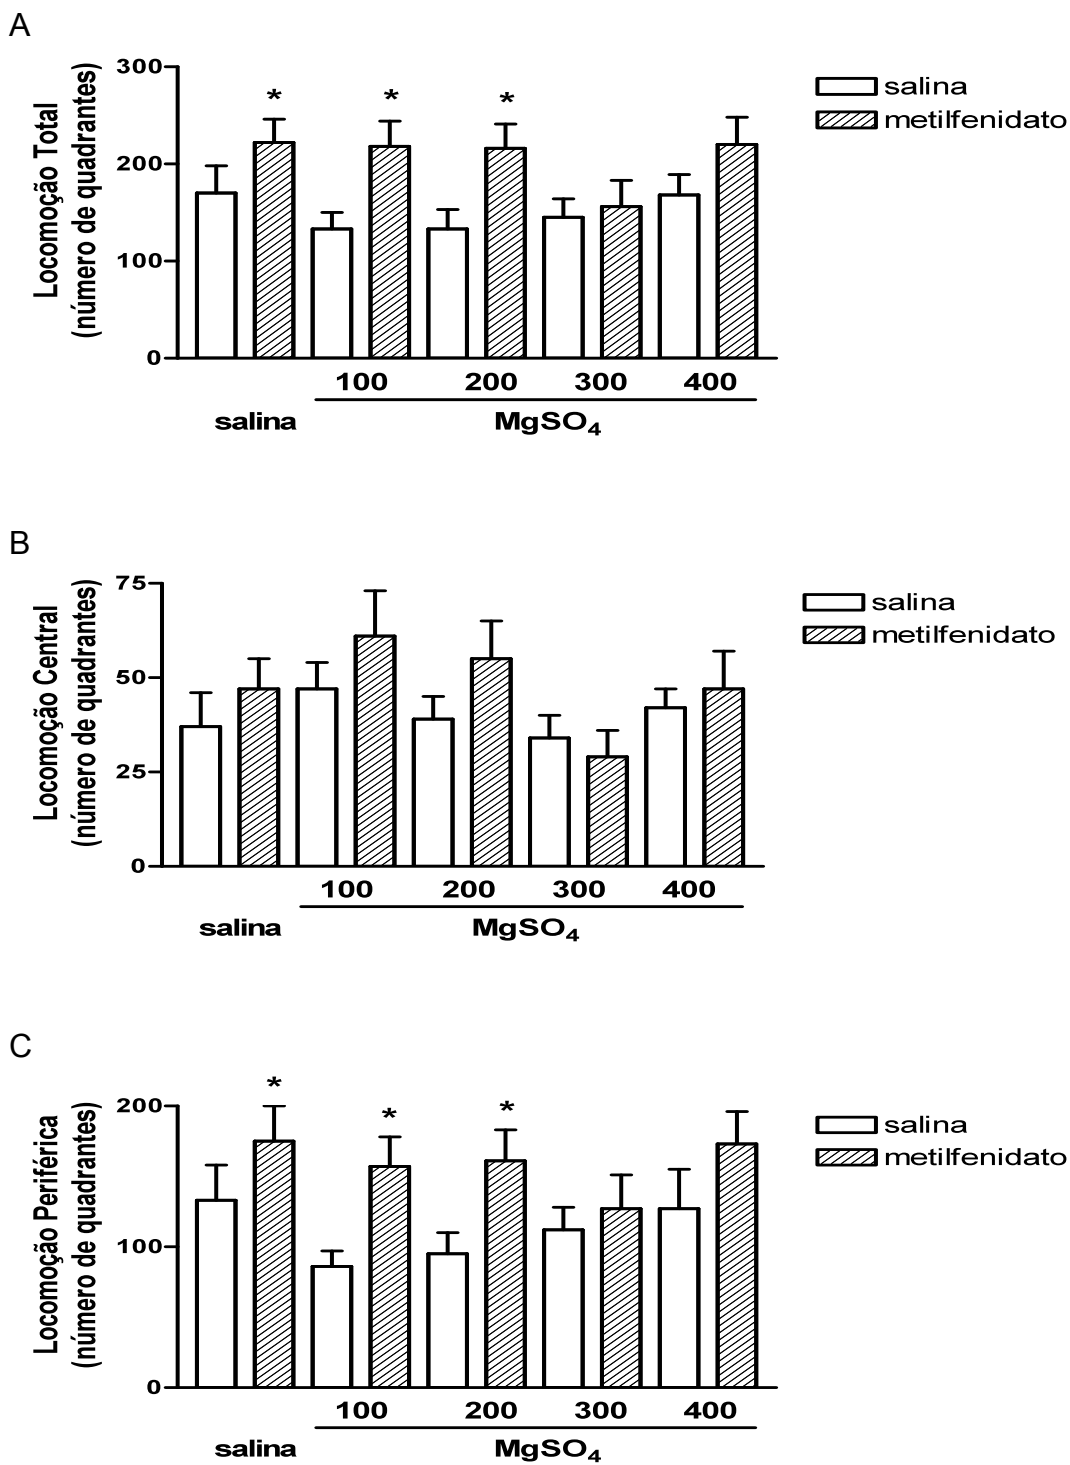 A
300
200
100
0
Locomoção Total
(número de quadrantes)
* * *
salina
metilfenidato
100 200 300 400
salina MgSO₄
B
75
50
25
0
Locomoção Central
(número de quadrantes)
salina
metilfenidato
100 200 300 400
salina MgSO₄
C
200
100
0
Locomoção Periférica
(número de quadrantes)
* * *
salina
metilfenidato
100 200 300 400
salina MgSO₄